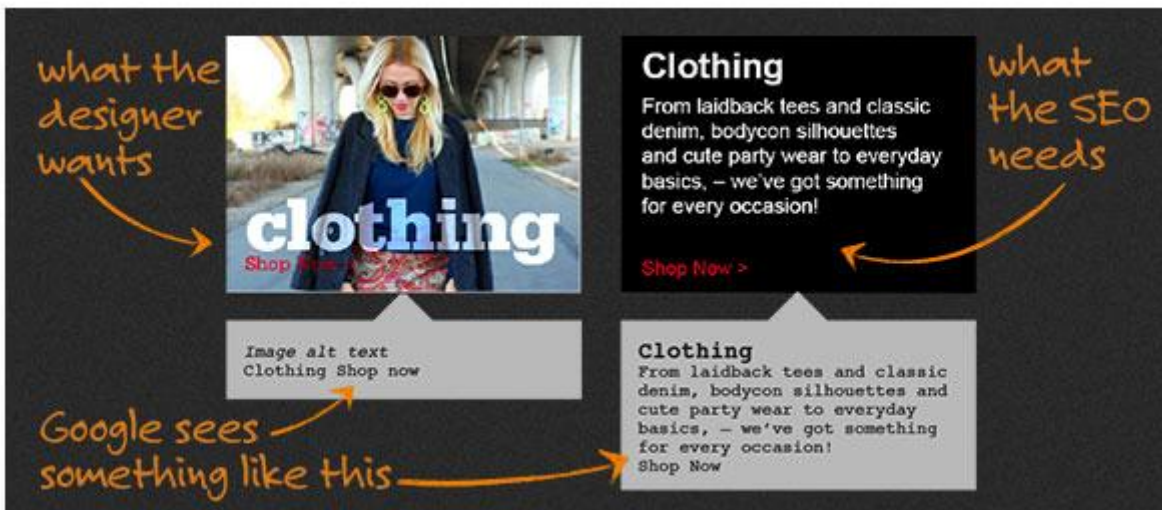 what the
designer
wants
clothing
Shop Now >
Clothing
From laidback tees and classic
denim, bodycon silhouettes
and cute party wear to everyday
basics, – we've got something
for every occasion!
Shop Now >
what
the SEO
needs
Image alt text
Clothing Shop now
Clothing
From laidback tees and classic
denim, bodycon silhouettes and
cute party wear to everyday
basics, – we've got something
for every occasion!
Shop Now
Google sees
something like this